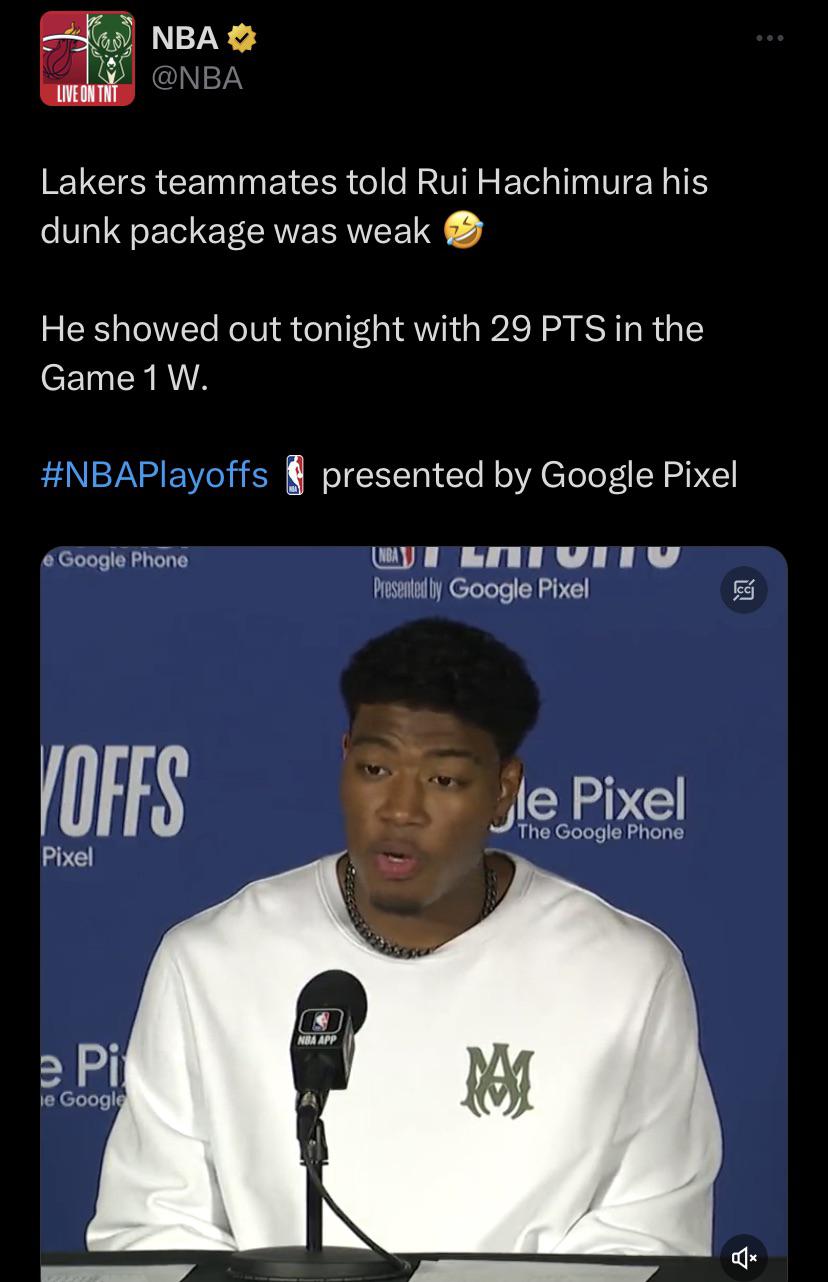 LIVE ON TNT
NBA
@NBA
Lakers teammates told Rui Hachimura his
dunk package was weak 🤣
He showed out tonight with 29 PTS in the
Game 1 W.
#NBAPlayoffs presented by Google Pixel
e Google Phone
NBA PLAYOFFS
Presented by Google Pixel
CC
YOFFS
Pixel
le Pixel
The Google Phone
NBA APP
e Pi
e Google